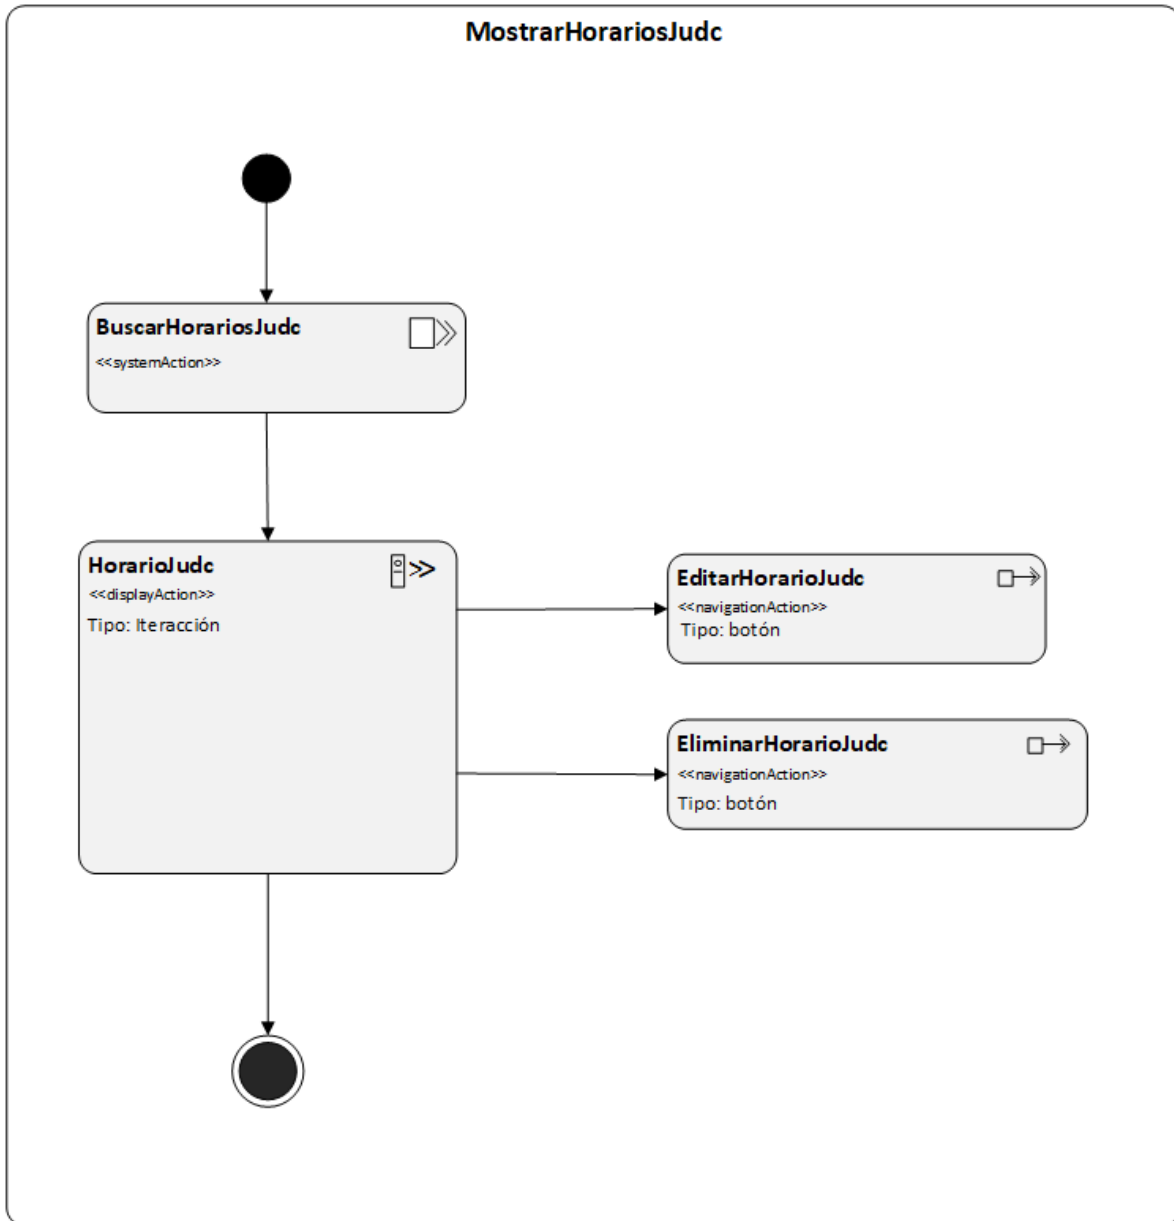 MostrarHorariosJudc
BuscarHorariosJudc
<<systemAction>>
HorarioJudc
<<displayAction>>
Tipo: Iteracción
EditarHorarioJudc
<<navigationAction>>
Tipo: botón
EliminarHorarioJudc
<<navigationAction>>
Tipo: botón